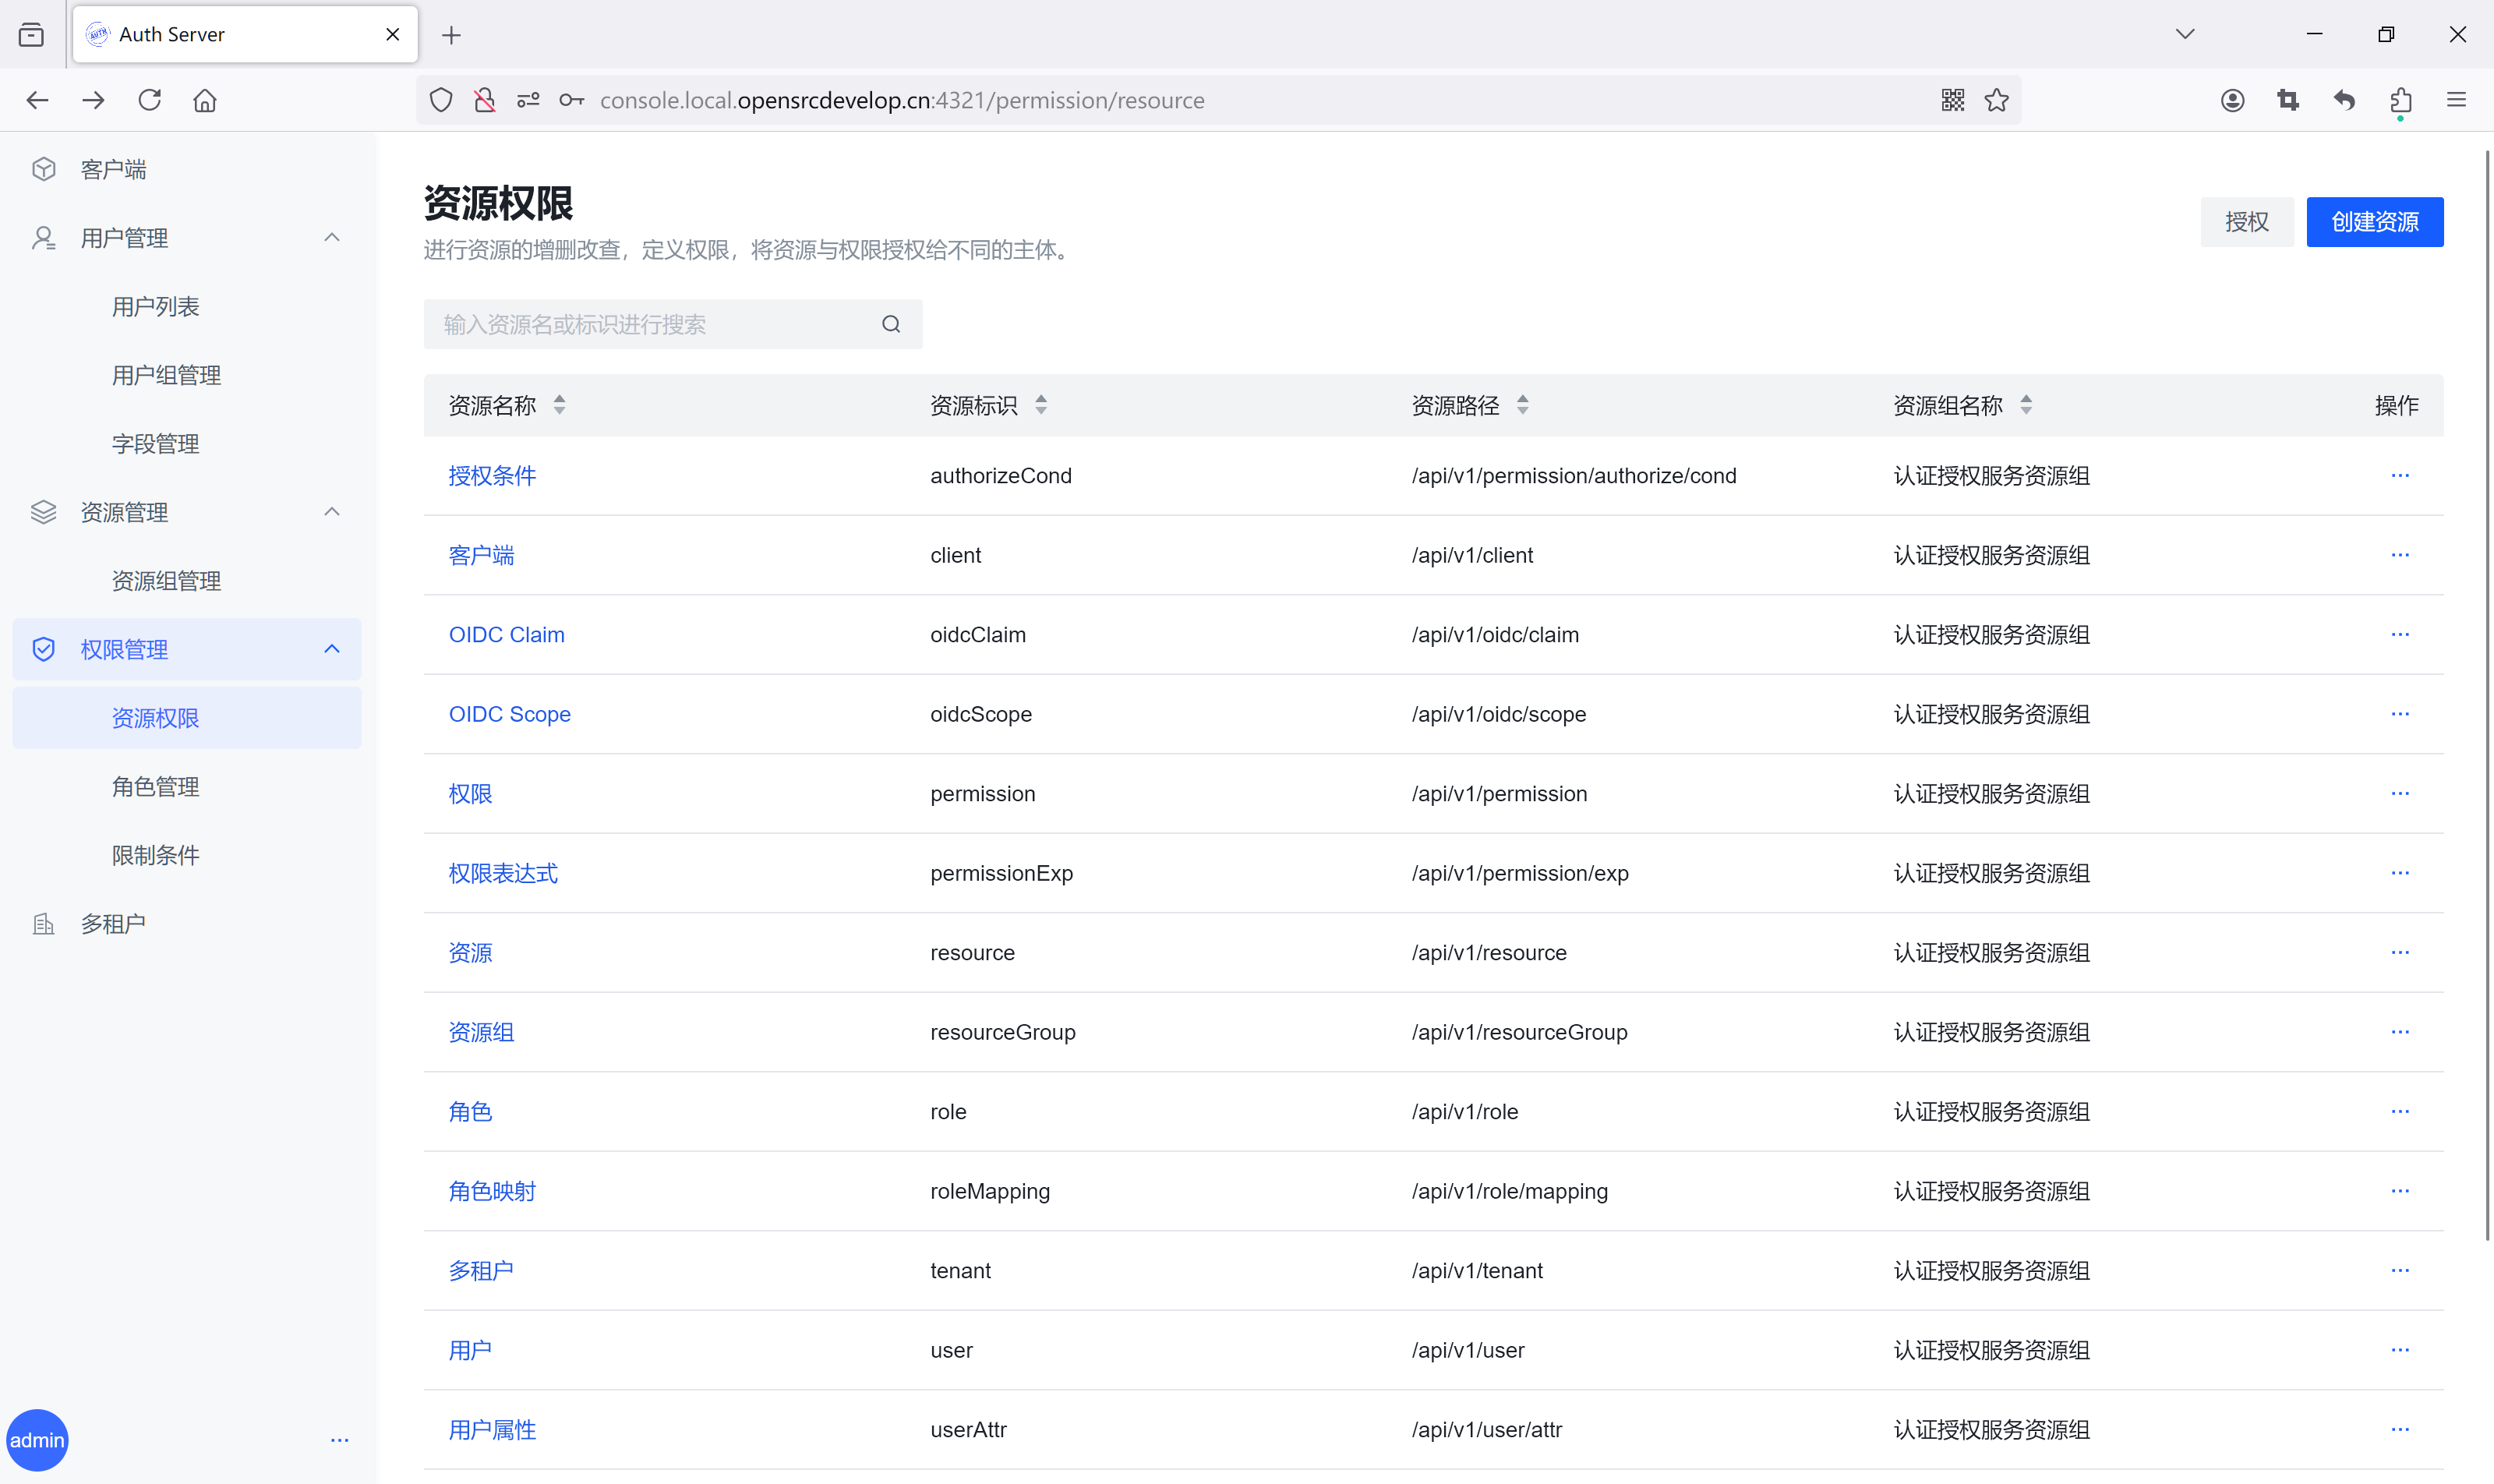 Auth Server
console.local.opensrcdevelop.cn:4321/permission/resource
客户端
用户管理
用户列表
用户组管理
字段管理
资源管理
资源组管理
权限管理
资源权限
角色管理
限制条件
多租户
admin
资源权限
进行资源的增删改查，定义权限，将资源与权限授权给不同的主体。
授权
创建资源
输入资源名或标识进行搜索
资源名称 资源标识 资源路径 资源组名称 操作
授权条件 authorizeCond /api/v1/permission/authorize/cond 认证授权服务资源组 ...
客户端 client /api/v1/client 认证授权服务资源组 ...
OIDC Claim oidcClaim /api/v1/oidc/claim 认证授权服务资源组 ...
OIDC Scope oidcScope /api/v1/oidc/scope 认证授权服务资源组 ...
权限 permission /api/v1/permission 认证授权服务资源组 ...
权限表达式 permissionExp /api/v1/permission/exp 认证授权服务资源组 ...
资源 resource /api/v1/resource 认证授权服务资源组 ...
资源组 resourceGroup /api/v1/resourceGroup 认证授权服务资源组 ...
角色 role /api/v1/role 认证授权服务资源组 ...
角色映射 roleMapping /api/v1/role/mapping 认证授权服务资源组 ...
多租户 tenant /api/v1/tenant 认证授权服务资源组 ...
用户 user /api/v1/user 认证授权服务资源组 ...
用户属性 userAttr /api/v1/user/attr 认证授权服务资源组 ...